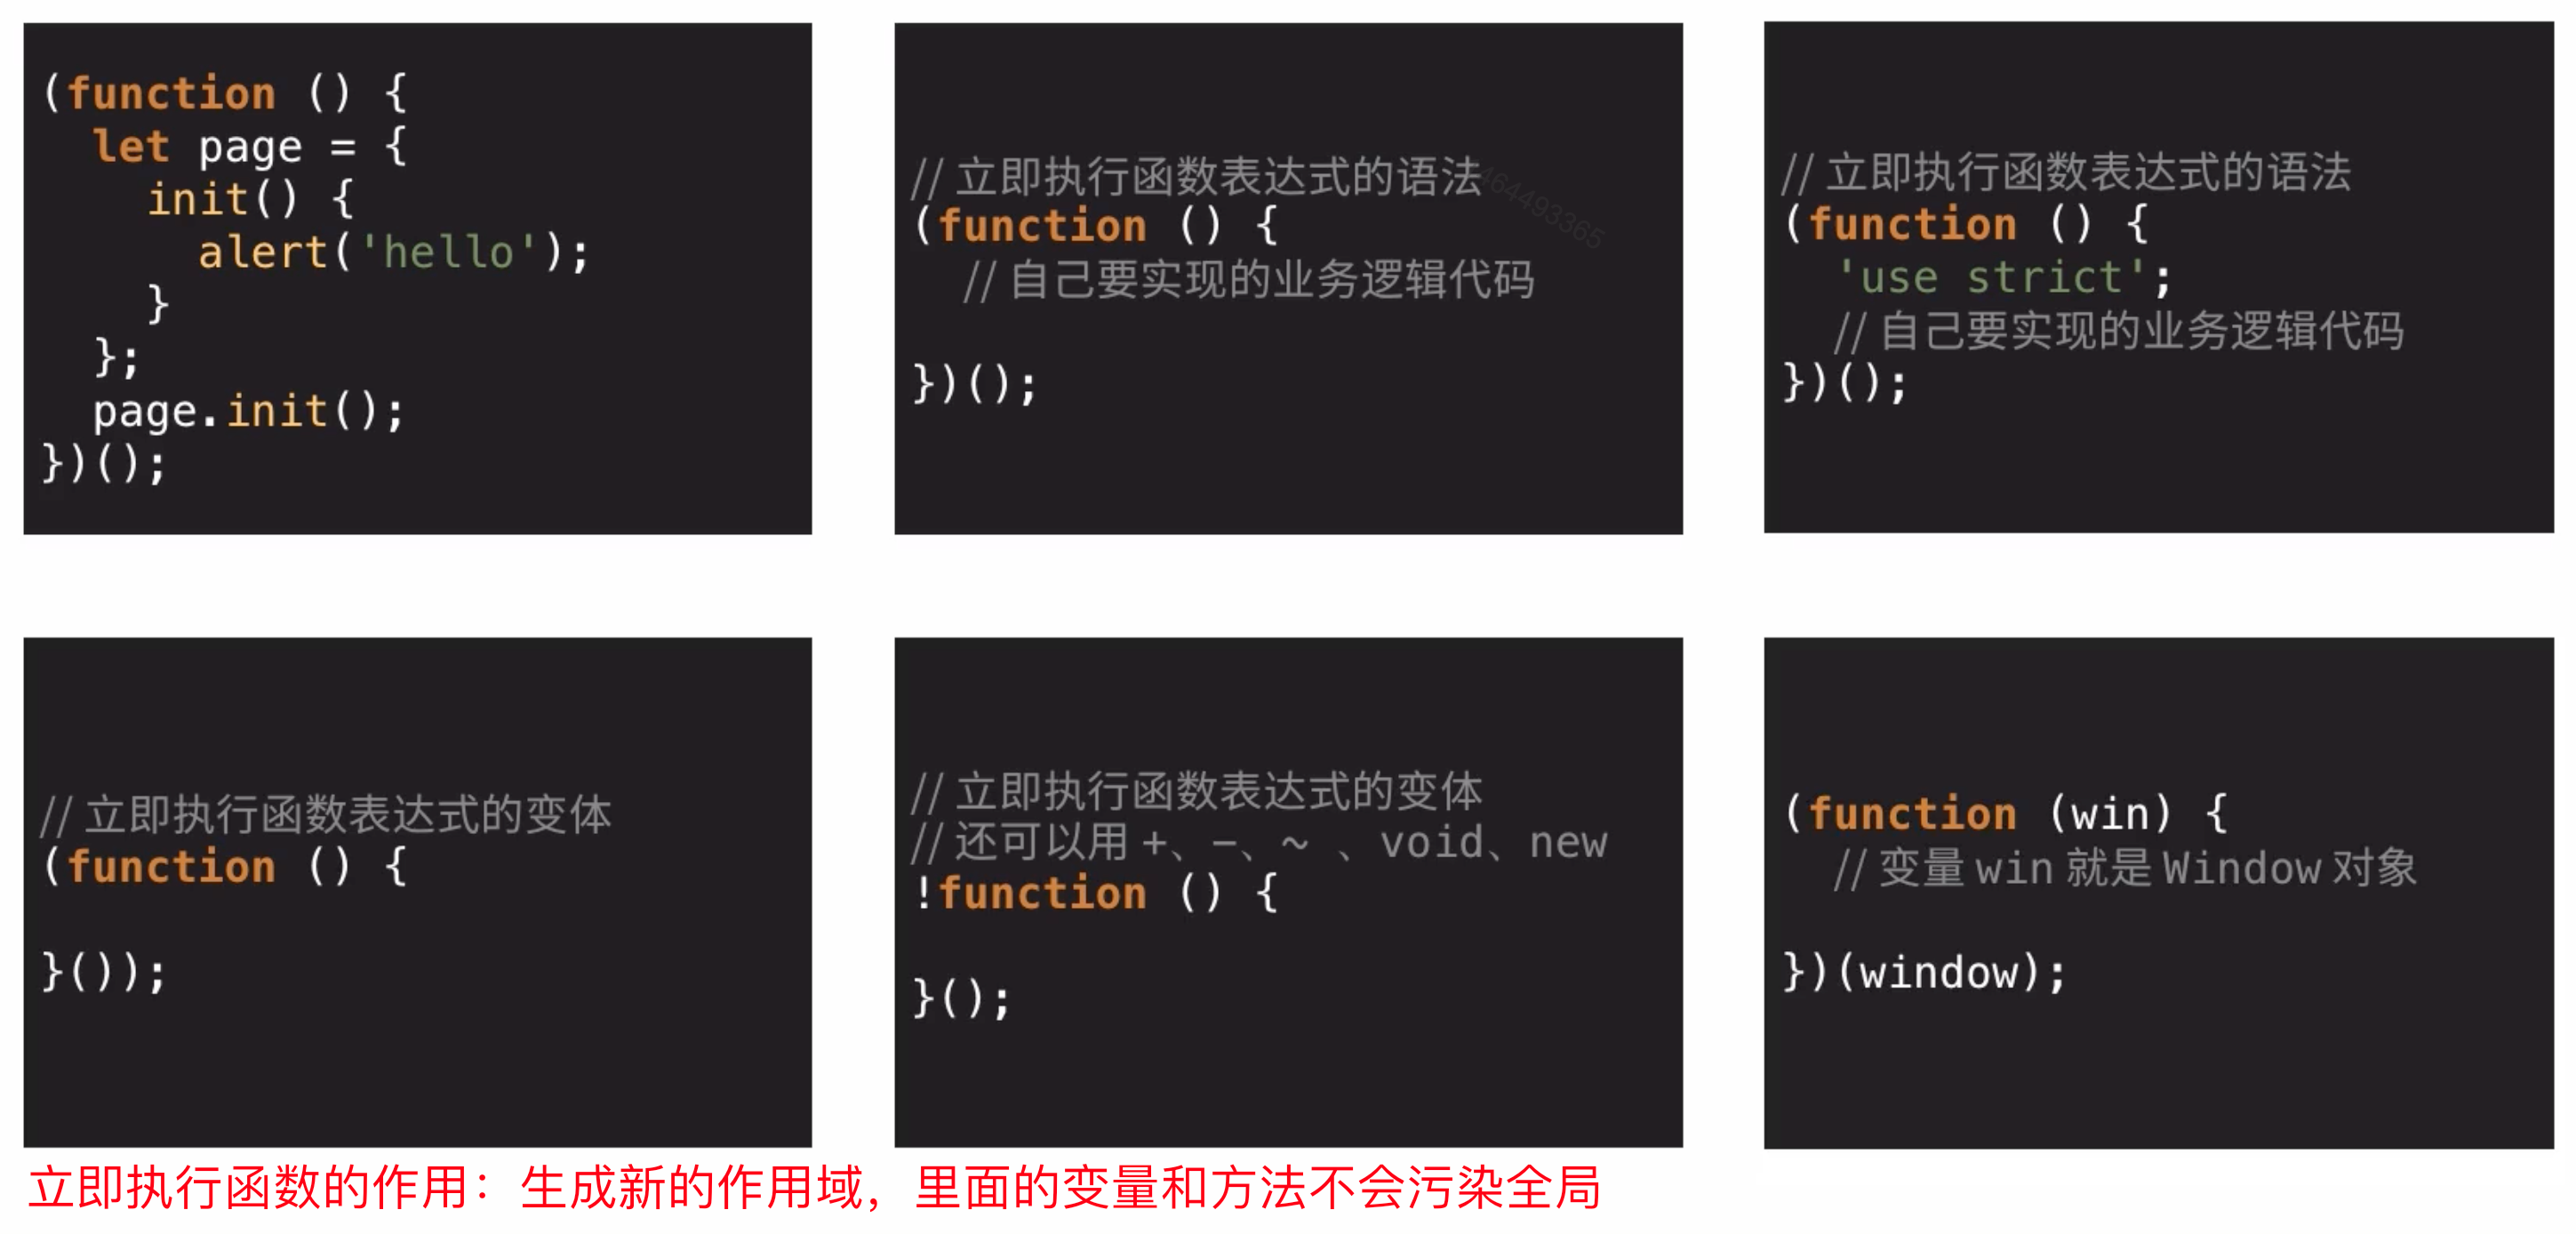 (function () {
  let page = {
    init() {
      alert('hello');
    }
  };
  page.init();
})();
// 立即执行函数表达式的语法
464493365
(function () {
  // 自己要实现的业务逻辑代码
})();
// 立即执行函数表达式的语法
(function () {
  'use strict';
  // 自己要实现的业务逻辑代码
})();
// 立即执行函数表达式的变体
(function () {
}());
// 立即执行函数表达式的变体
// 还可以用 +、-、~ 、void、new
!function () {
}();
(function (win) {
  // 变量 win 就是 Window 对象
})(window);
立即执行函数的作用：生成新的作用域，里面的变量和方法不会污染全局